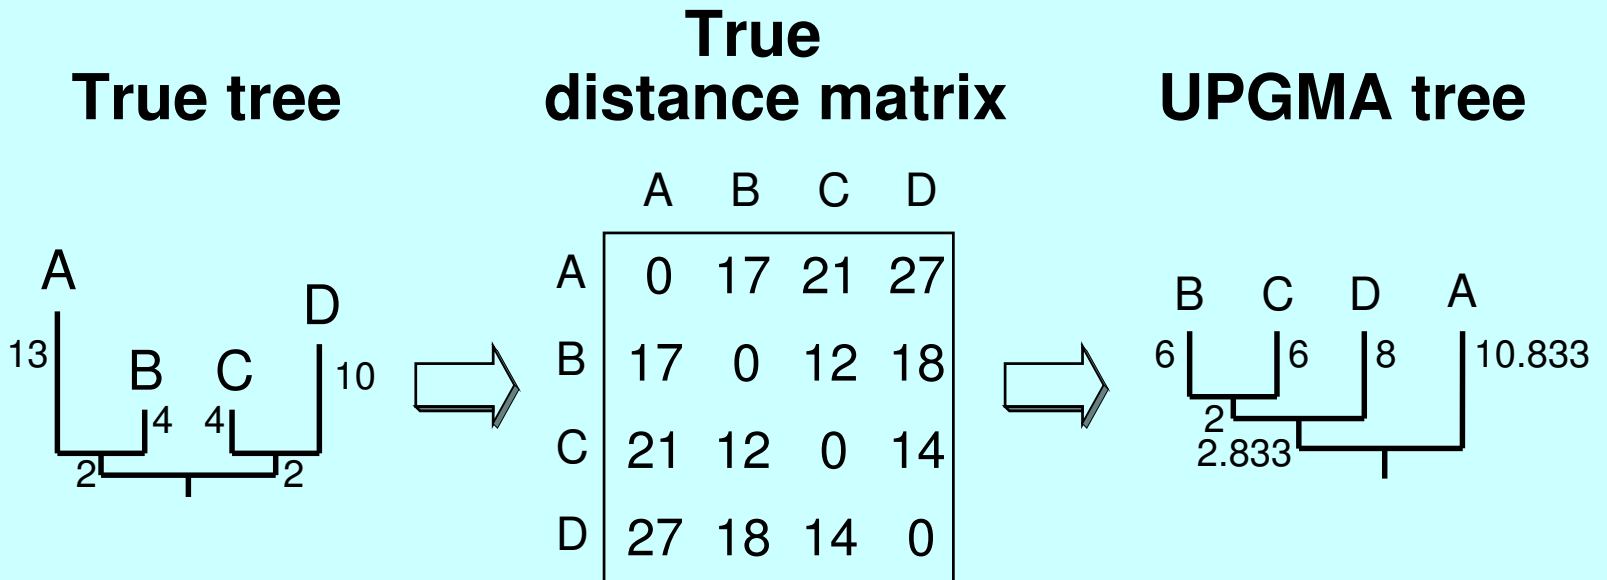 True tree
True
distance matrix
UPGMA tree
A
B
C
D
13
4
4
10
2
2
A B C D
A 0 17 21 27
B 17 0 12 18
C 21 12 0 14
D 27 18 14 0
B C D A
6
6
8
10.833
2
2.833